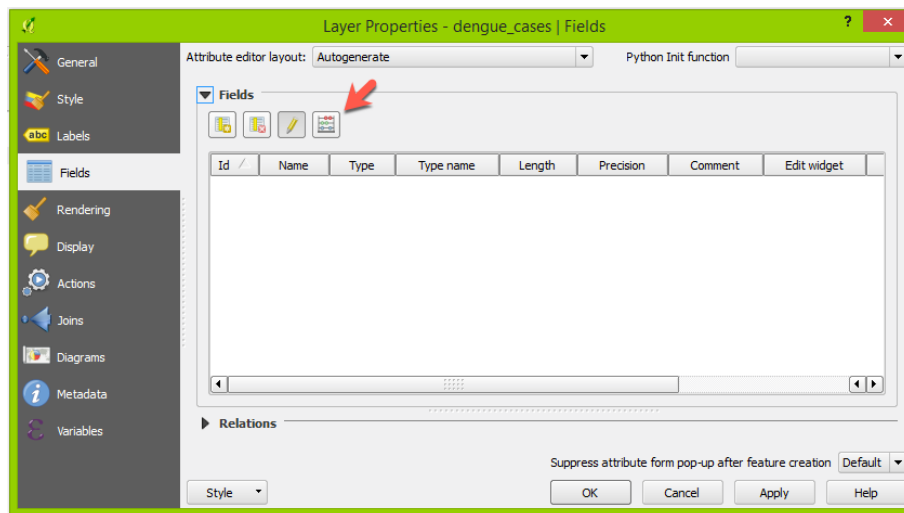 Layer Properties - dengue_cases | Fields ?
General
Style
abc Labels
Fields
Rendering
Display
Actions
Joins
Diagrams
Metadata
Variables
Attribute editor layout: Autogenerate Python Init function
Fields
Id Name Type Type name Length Precision Comment Edit widget
Relations
Suppress attribute form pop-up after feature creation Default
Style OK Cancel Apply Help